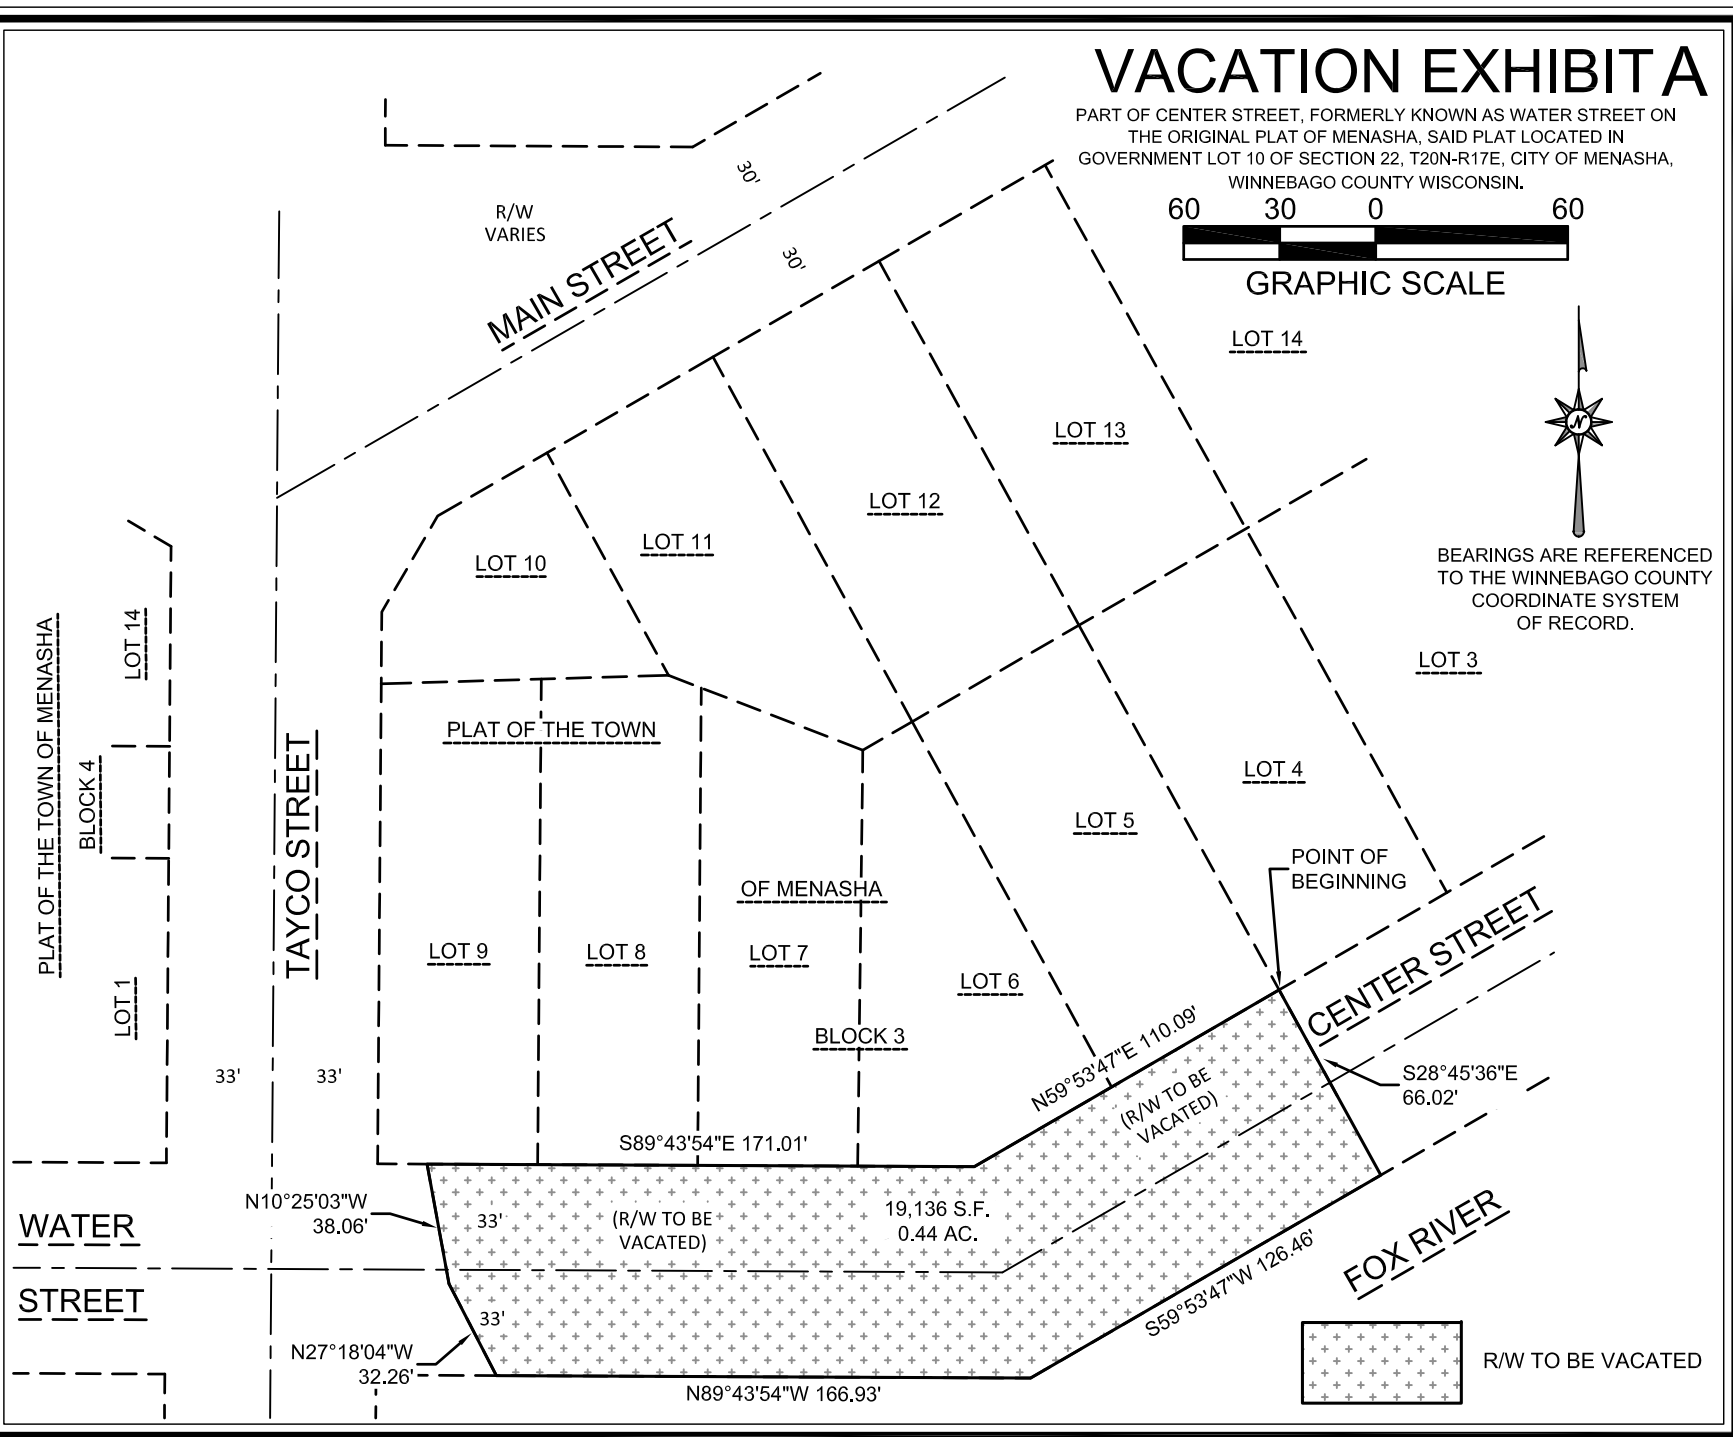 VACATION EXHIBIT A
PART OF CENTER STREET, FORMERLY KNOWN AS WATER STREET ON
THE ORIGINAL PLAT OF MENASHA, SAID PLAT LOCATED IN
GOVERNMENT LOT 10 OF SECTION 22, T20N-R17E, CITY OF MENASHA,
WINNEBAGO COUNTY WISCONSIN.
60 30 0 60
GRAPHIC SCALE
30'
R/W
VARIES
MAIN STREET
30'
LOT 14
N
LOT 13
LOT 12
LOT 11
LOT 10
BEARINGS ARE REFERENCED
TO THE WINNEBAGO COUNTY
COORDINATE SYSTEM
OF RECORD.
LOT 3
PLAT OF THE TOWN OF MENASHA
LOT 14
BLOCK 4
LOT 1
TAYCO STREET
PLAT OF THE TOWN
OF MENASHA
LOT 4
LOT 5
POINT OF
BEGINNING
LOT 9
LOT 8
LOT 7
LOT 6
BLOCK 3
CENTER STREET
33'
33'
N59°53'47"E 110.09'
(R/W TO BE
VACATED)
S28°45'36"E
66.02'
S89°43'54"E 171.01'
N10°25'03"W
38.06'
33'
(R/W TO BE
VACATED)
19,136 S.F.
0.44 AC.
WATER
STREET
33'
N27°18'04"W
32.26'
N89°43'54"W 166.93'
S59°53'47"W 126.46'
FOX RIVER
R/W TO BE VACATED